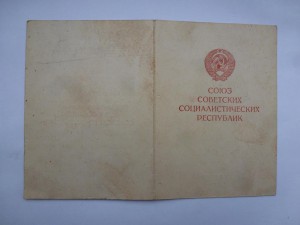 СОЮЗ
СОВЕТСКИХ
СОЦИАЛИСТИЧЕСКИХ
РЕСПУБЛИК